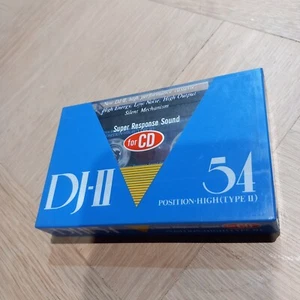 High Energy, Low Noise, High Output
Silent Mechanism
Super Response Sound
for CD
DJ-II
54
POSITION·HIGH(TYPE II)